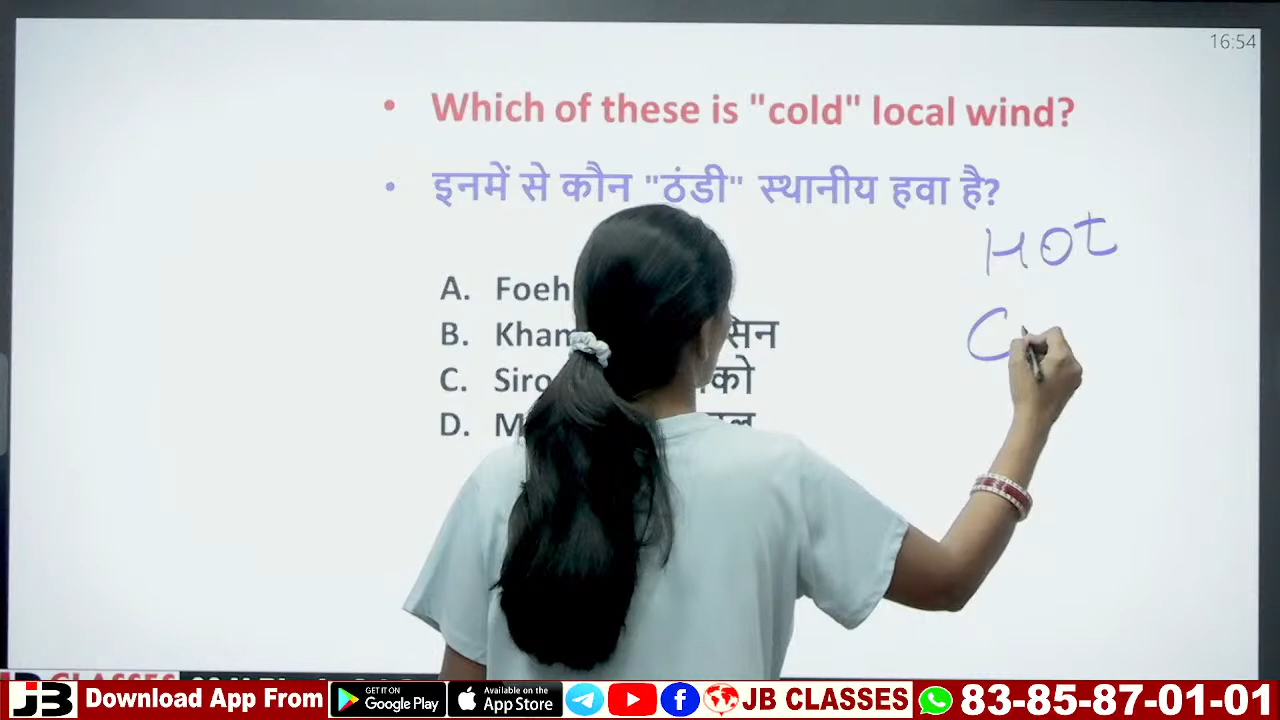 16:54
• Which of these is "cold" local wind?
• इनमें से कौन "ठंडी" स्थानीय हवा है?
HOT
A. Foeh
B. Kham सिन
C. Siro को
D. M
C
JB Download App From GET IT ON Google Play Available on the App Store JB CLASSES 83-85-87-01-01